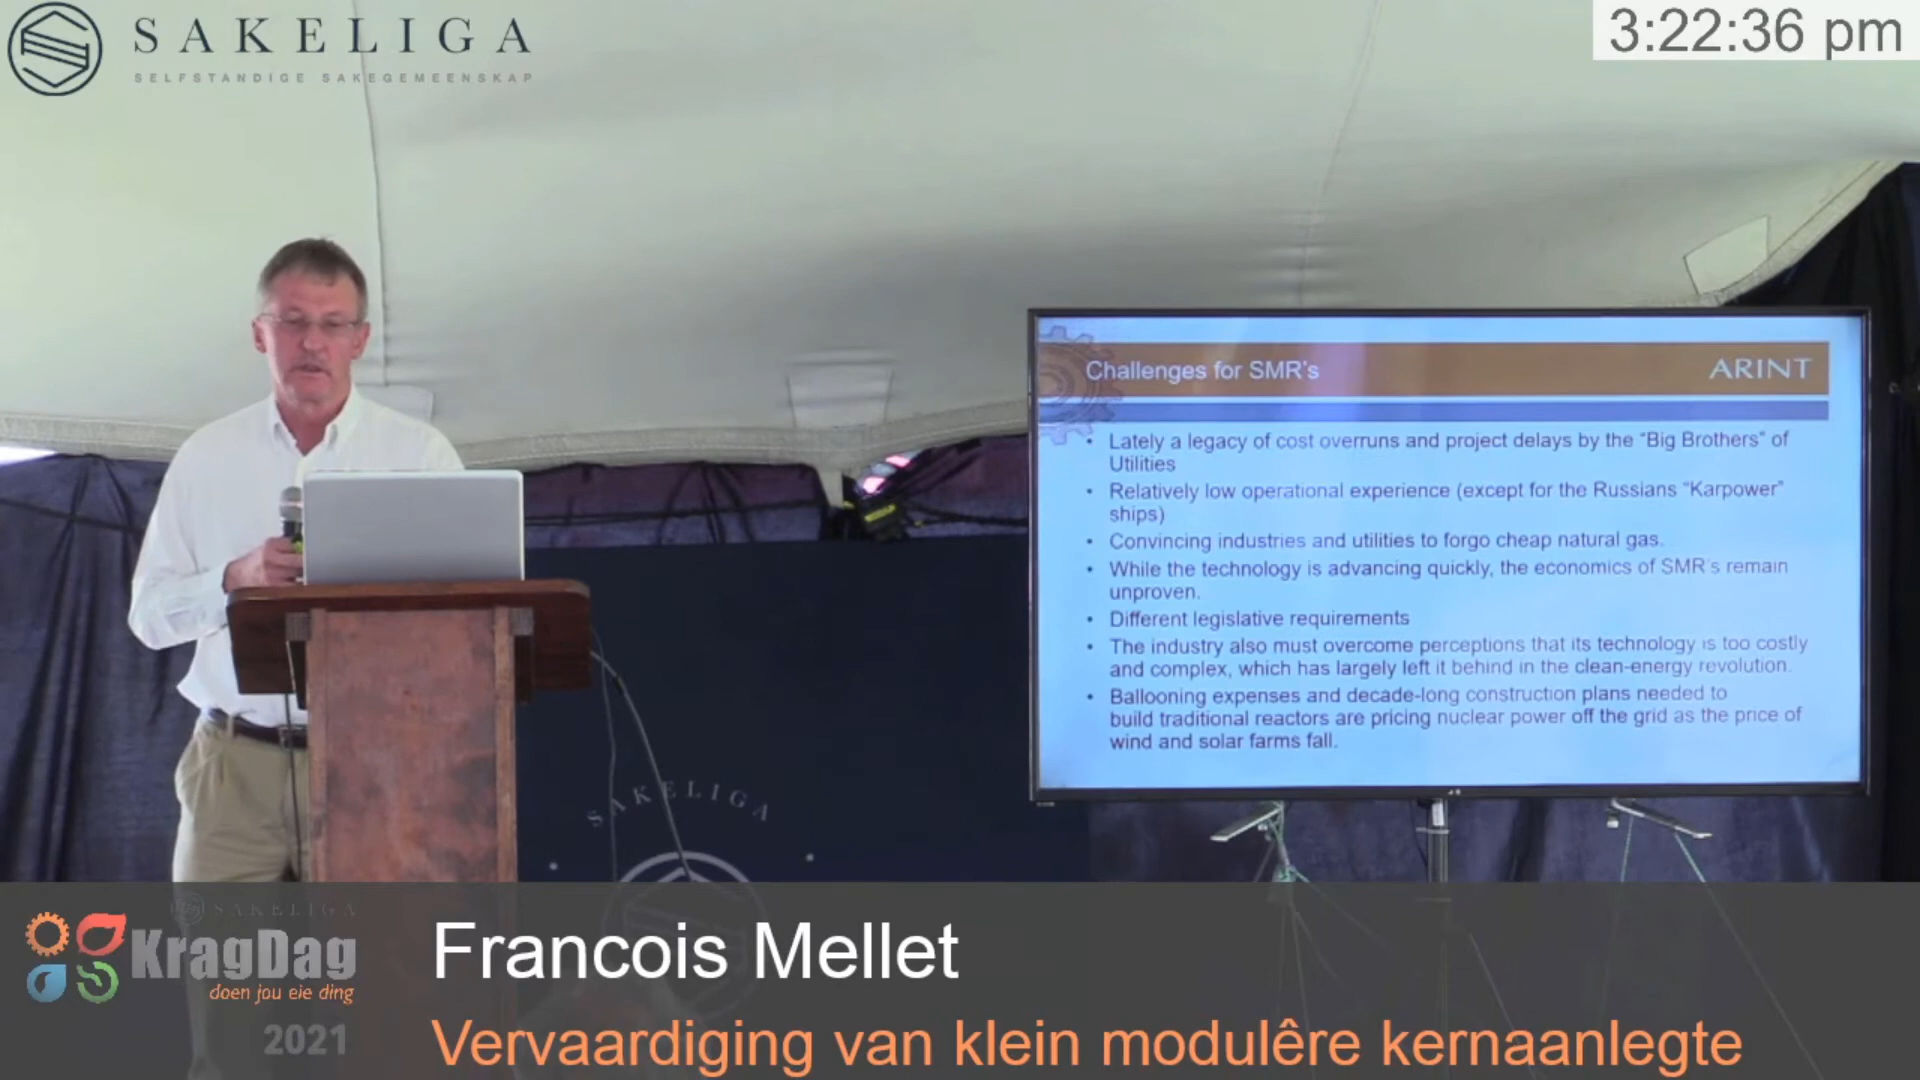 SAKELIGA
SELFSTANDIGE SAKEGEMEENSKAP
3:22:36 pm
Challenges for SMR's
ARINT
• Lately a legacy of cost overruns and project delays by the "Big Brothers" of
Utilities
• Relatively low operational experience (except for the Russians "Karpower"
ships)
• Convincing industries and utilities to forgo cheap natural gas.
• While the technology is advancing quickly, the economics of SMR's remain
unproven.
• Different legislative requirements
• The industry also must overcome perceptions that its technology is too costly
and complex, which has largely left it behind in the clean-energy revolution.
• Ballooning expenses and decade-long construction plans needed to
build traditional reactors are pricing nuclear power off the grid as the price of
wind and solar farms fall.
SAKELIGA
SAKELIGA
KragDag
doen jou eie ding
2021
Francois Mellet
Vervaardiging van klein modulêre kernaanlegte